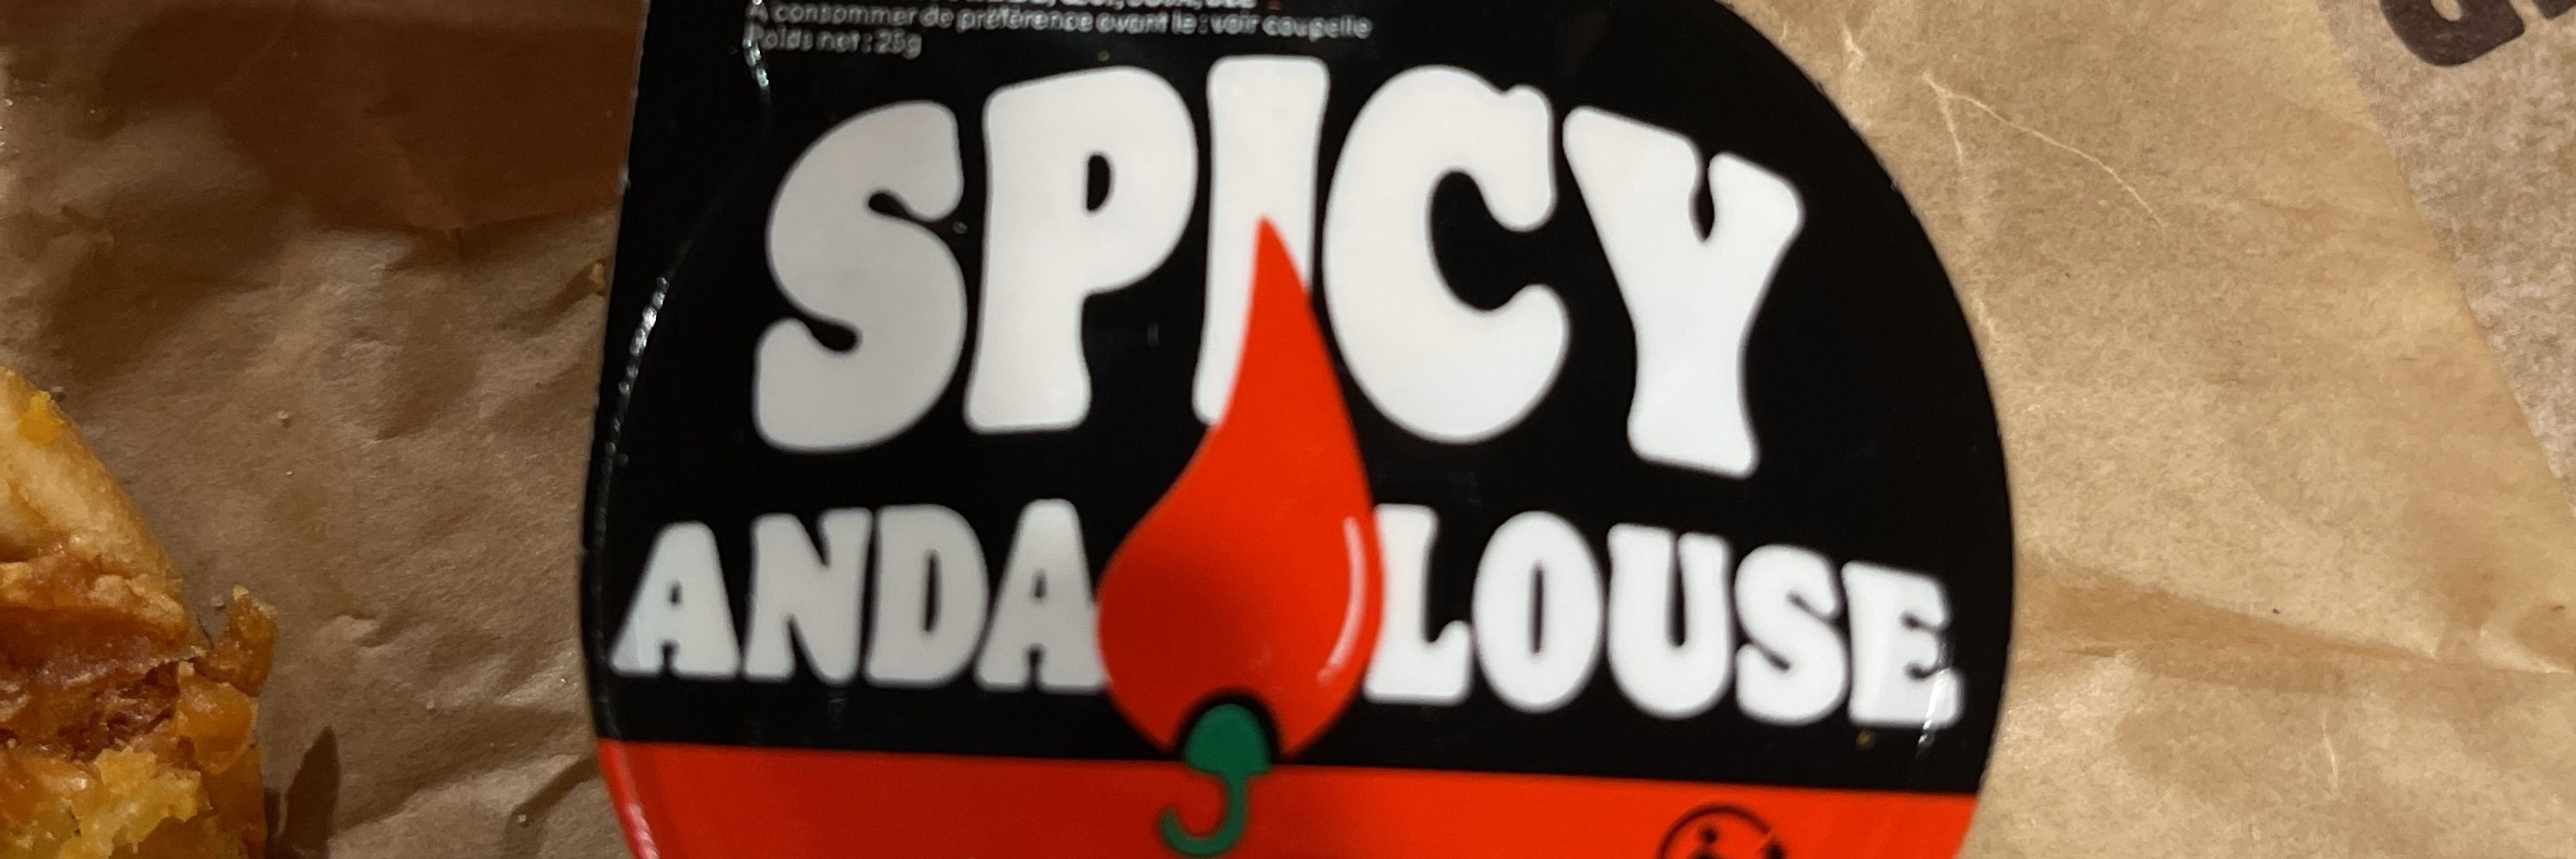 À consommer de préférence avant le : voir coupelle
Poids net : 25g
SPICY
ANDALOUSE